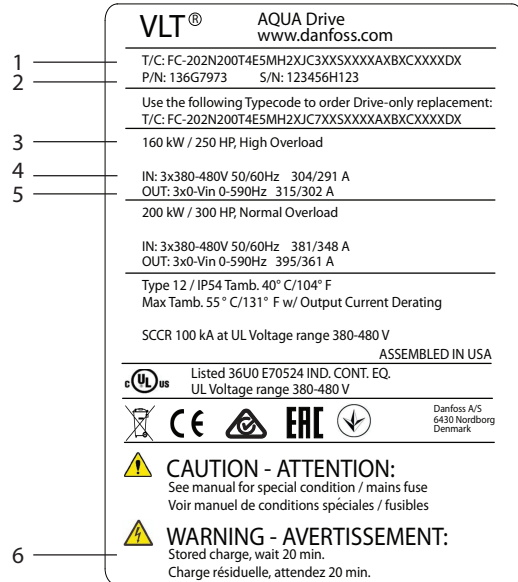 VLT® AQUA Drive
www.danfoss.com
1 T/C: FC-202N200T4E5MH2XJC3XXSXXXXAXBXCXXXXDX
2 P/N: 136G7973 S/N: 123456H123
Use the following Typecode to order Drive-only replacement:
T/C: FC-202N200T4E5MH2XJC7XXSXXXXAXBXCXXXXDX
3 160 kW / 250 HP, High Overload
4 IN: 3x380-480V 50/60Hz 304/291 A
5 OUT: 3x0-Vin 0-590Hz 315/302 A
200 kW / 300 HP, Normal Overload
IN: 3x380-480V 50/60Hz 381/348 A
OUT: 3x0-Vin 0-590Hz 395/361 A
Type 12 / IP54 Tamb. 40° C/104° F
Max Tamb. 55° C/131° F w/ Output Current Derating
SCCR 100 kA at UL Voltage range 380-480 V
ASSEMBLED IN USA
c UL us Listed 36U0 E70524 IND. CONT. EQ.
UL Voltage range 380-480 V
CE EAC
Danfoss A/S
6430 Nordborg
Denmark
CAUTION - ATTENTION:
See manual for special condition / mains fuse
Voir manuel de conditions spéciales / fusibles
WARNING - AVERTISSEMENT:
6 Stored charge, wait 20 min.
Charge résiduelle, attendez 20 min.